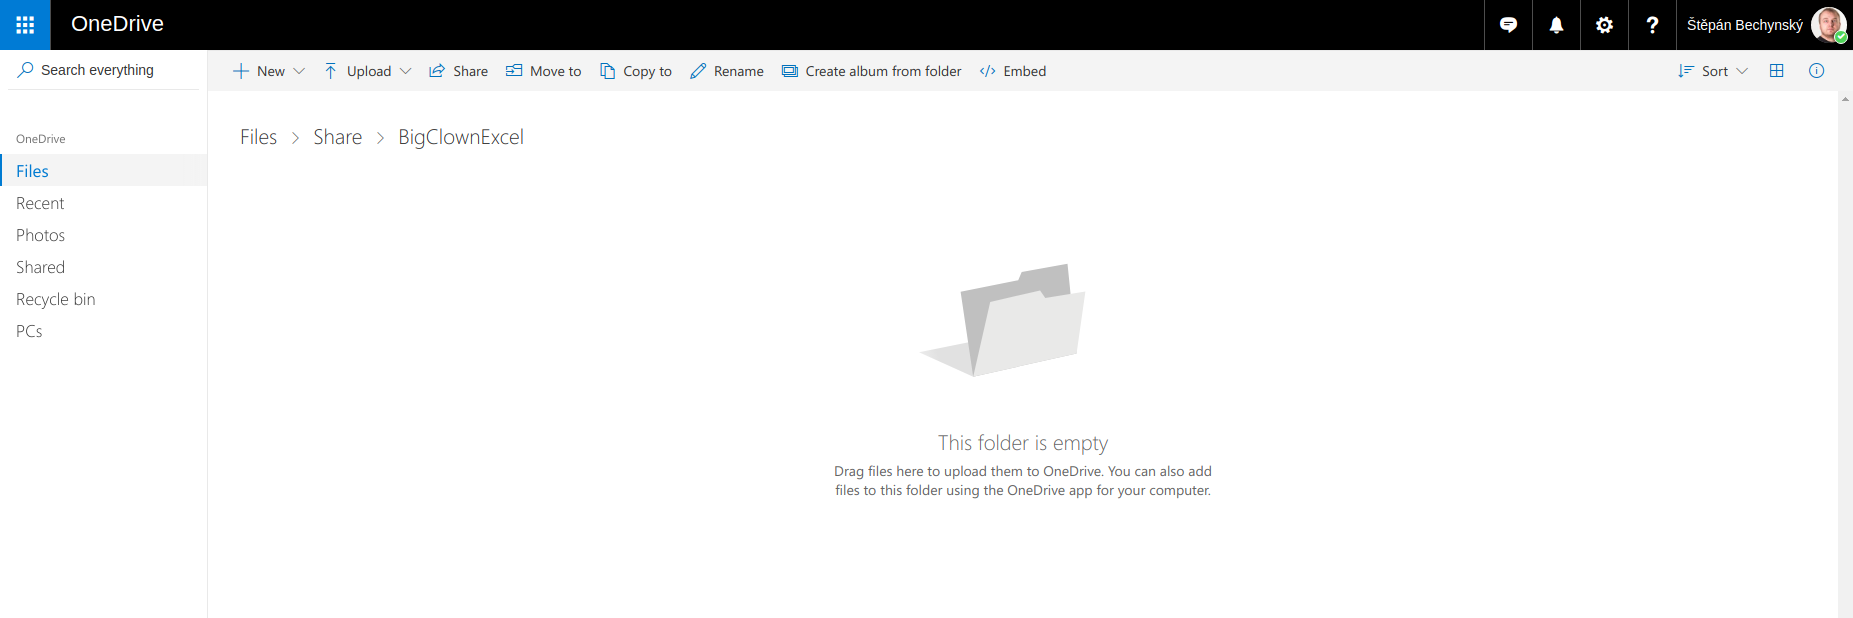 OneDrive
Štěpán Bechynský
Search everything
New Upload Share Move to Copy to Rename Create album from folder </> Embed Sort
OneDrive
Files
Recent
Photos
Shared
Recycle bin
PCs
Files > Share > BigClownExcel
This folder is empty
Drag files here to upload them to OneDrive. You can also add
files to this folder using the OneDrive app for your computer.